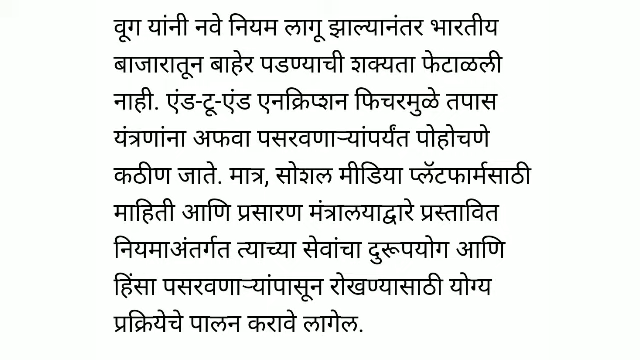 वूग यांनी नवे नियम लागू झाल्यानंतर भारतीय
बाजारातून बाहेर पडण्याची शक्यता फेटाळली
नाही. एंड-टू-एंड एनक्रिप्शन फिचरमुळे तपास
यंत्रणांना अफवा पसरवणाऱ्यांपर्यंत पोहोचणे
कठीण जाते. मात्र, सोशल मीडिया प्लॅटफार्मसाठी
माहिती आणि प्रसारण मंत्रालयाद्वारे प्रस्तावित
नियमाअंतर्गत त्याच्या सेवांचा दुरूपयोग आणि
हिंसा पसरवणाऱ्यांपासून रोखण्यासाठी योग्य
प्रक्रियेचे पालन करावे लागेल.